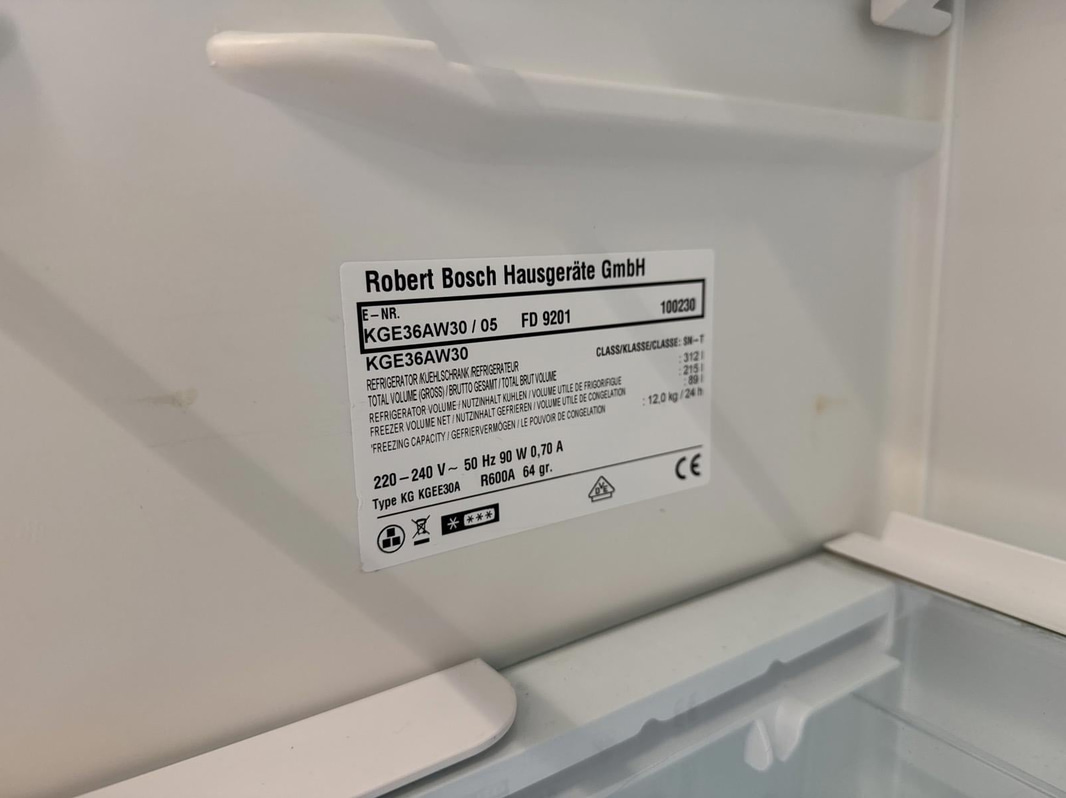 Robert Bosch Hausgeräte GmbH
E-NR.
KGE36AW30 / 05 FD 9201 100230
KGE36AW30
CLASS/KLASSE/CLASSE: SN-T
REFRIGERATOR /KUEHLSCHRANK /REFRIGERATEUR
TOTAL VOLUME (GROSS) / BRUTTO GESAMT / TOTAL BRUT VOLUME : 312 l
REFRIGERATOR VOLUME / NUTZINHALT KUHLEN / VOLUME UTILE DE FRIGORIFIGUE : 215 l
FREEZER VOLUME NET / NUTZINHALT GEFRIEREN / VOLUME UTILE DE CONGELATION : 89 l
*FREEZING CAPACITY / GEFRIERVERMÖGEN / LE POUVOIR DE CONGELATION : 12,0 kg / 24 h
220-240 V~ 50 Hz 90 W 0,70 A
Type KG KGEE30A R600A 64 gr.
* *** DVE CE